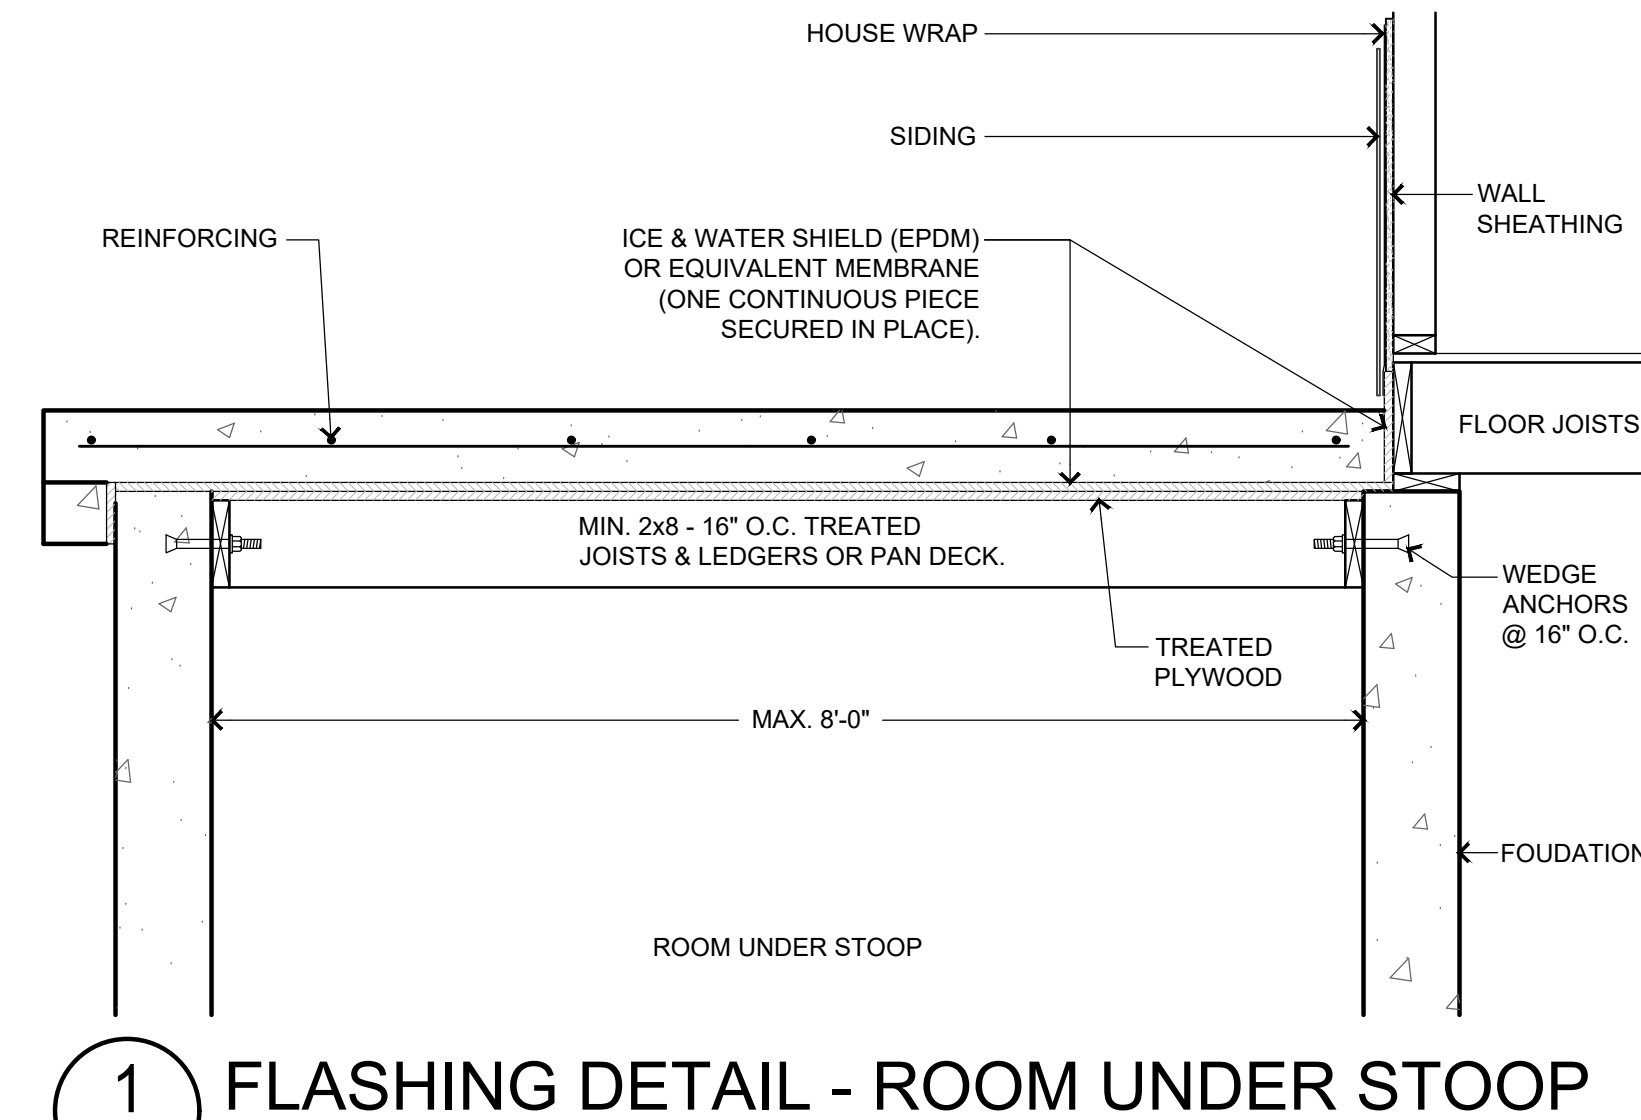 HOUSE WRAP
SIDING
WALL
SHEATHING
REINFORCING
ICE & WATER SHIELD (EPDM)
OR EQUIVALENT MEMBRANE
(ONE CONTINUOUS PIECE
SECURED IN PLACE).
FLOOR JOISTS
MIN. 2x8 - 16" O.C. TREATED
JOISTS & LEDGERS OR PAN DECK.
WEDGE
ANCHORS
@ 16" O.C.
TREATED
PLYWOOD
MAX. 8'-0"
FOUDATION
ROOM UNDER STOOP
1
FLASHING DETAIL - ROOM UNDER STOOP